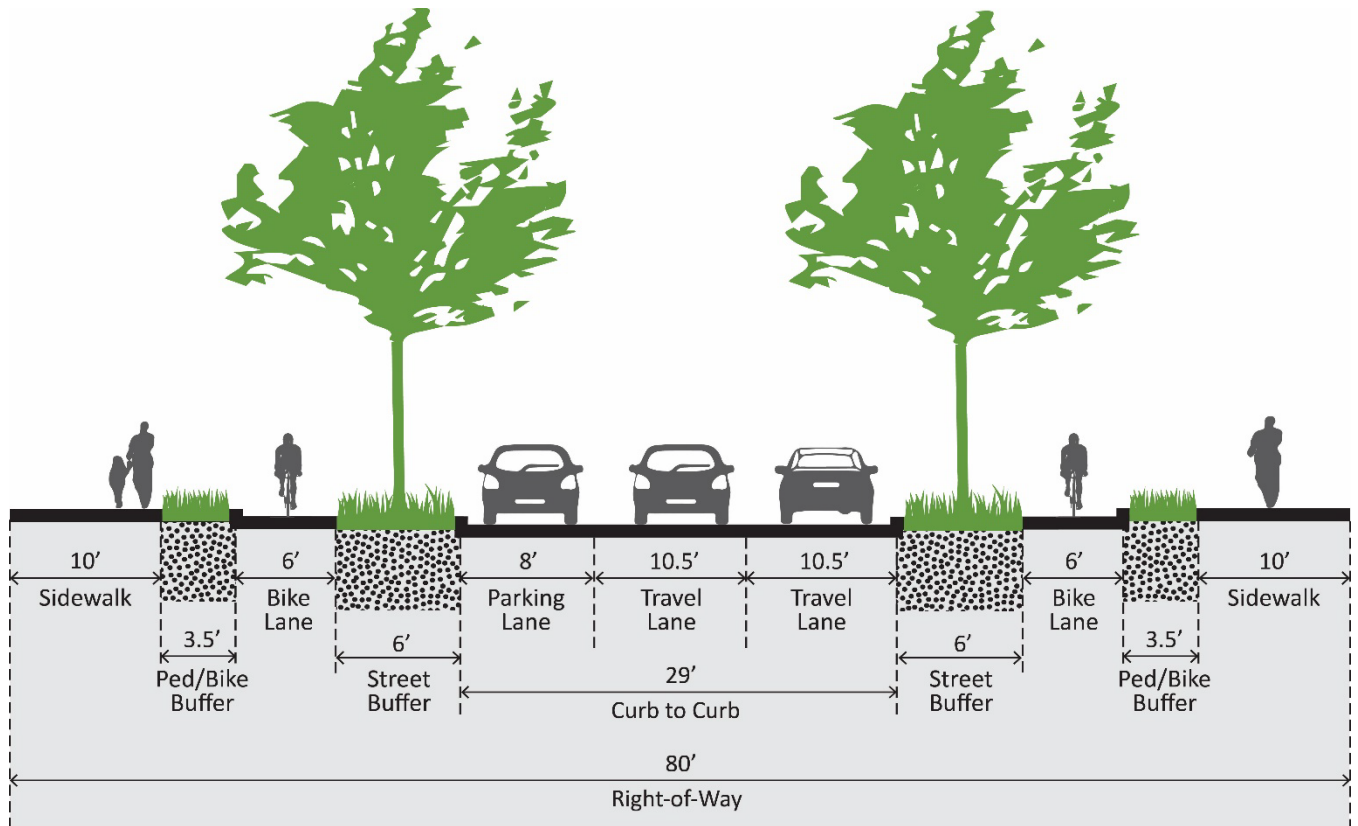 10’
6’
8’
10.5’
10.5’
6’
10’
Sidewalk
Bike
Lane
Parking
Lane
Travel
Lane
Travel
Lane
Bike
Lane
Sidewalk
3.5’
Ped/Bike
Buffer
6’
Street
Buffer
29’
Curb to Curb
6’
Street
Buffer
3.5’
Ped/Bike
Buffer
80’
Right-of-Way